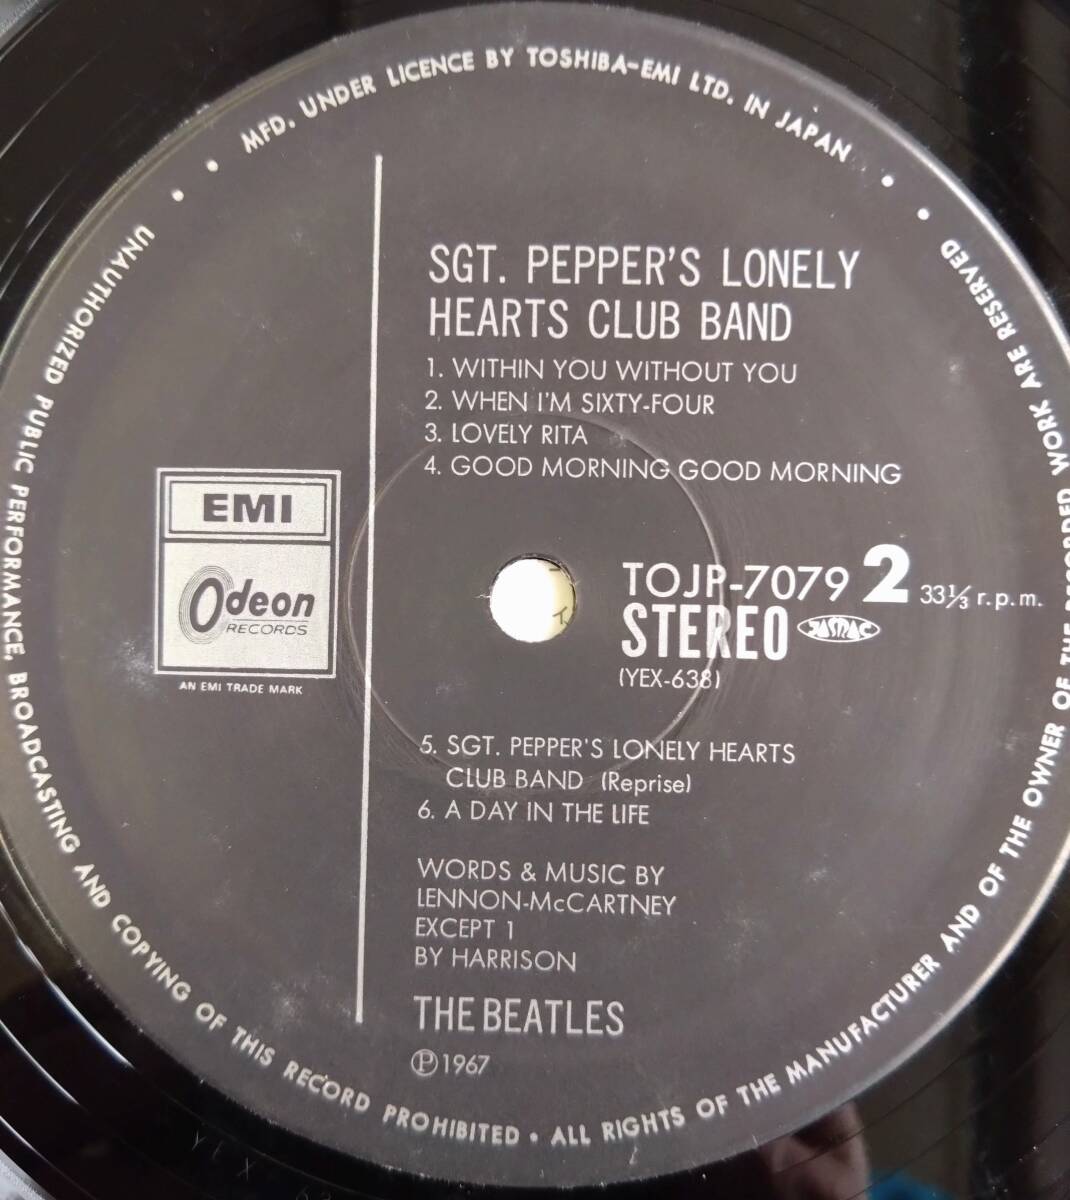 MFD. UNDER LICENCE BY TOSHIBA-EMI LTD. IN JAPAN
SGT. PEPPER'S LONELY
HEARTS CLUB BAND
1. WITHIN YOU WITHOUT YOU
2. WHEN I'M SIXTY-FOUR
3. LOVELY RITA
4. GOOD MORNING GOOD MORNING
EMI
Odeon
RECORDS
AN EMI TRADE MARK
TOJP-7079 2 33⅓ r.p.m.
STEREO JASRAC
(YEX-638)
5. SGT. PEPPER'S LONELY HEARTS
CLUB BAND (Reprise)
6. A DAY IN THE LIFE
WORDS & MUSIC BY
LENNON-McCARTNEY
EXCEPT 1
BY HARRISON
THE BEATLES
Ⓟ1967
UNAUTHORIZED PUBLIC PERFORMANCE, BROADCASTING AND COPYING OF THIS RECORD PROHIBITED • ALL RIGHTS OF THE MANUFACTURER AND OF THE OWNER OF THE RECORDED WORK ARE RESERVED